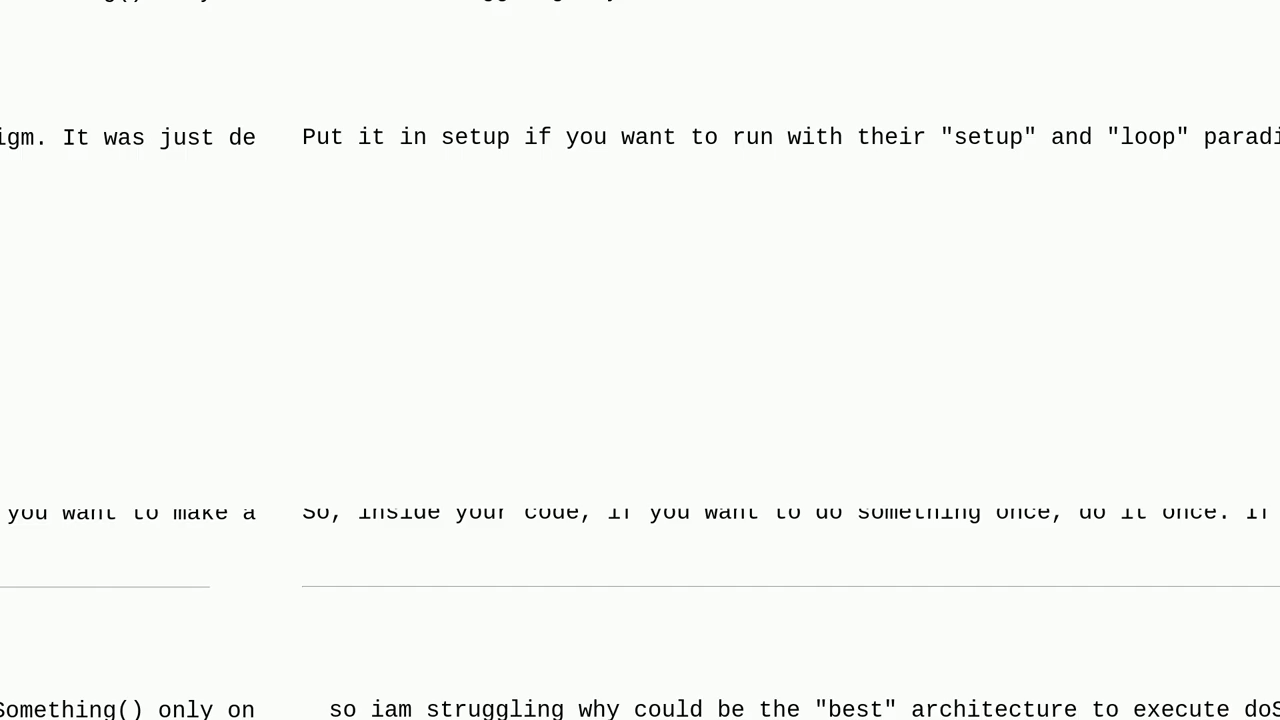 igm. It was just de Put it in setup if you want to run with their "setup" and "loop" paradi
you want to make a So, inside your code, if you want to do something once, do it once. If
Something() only on so iam struggling why could be the "best" architecture to execute doS